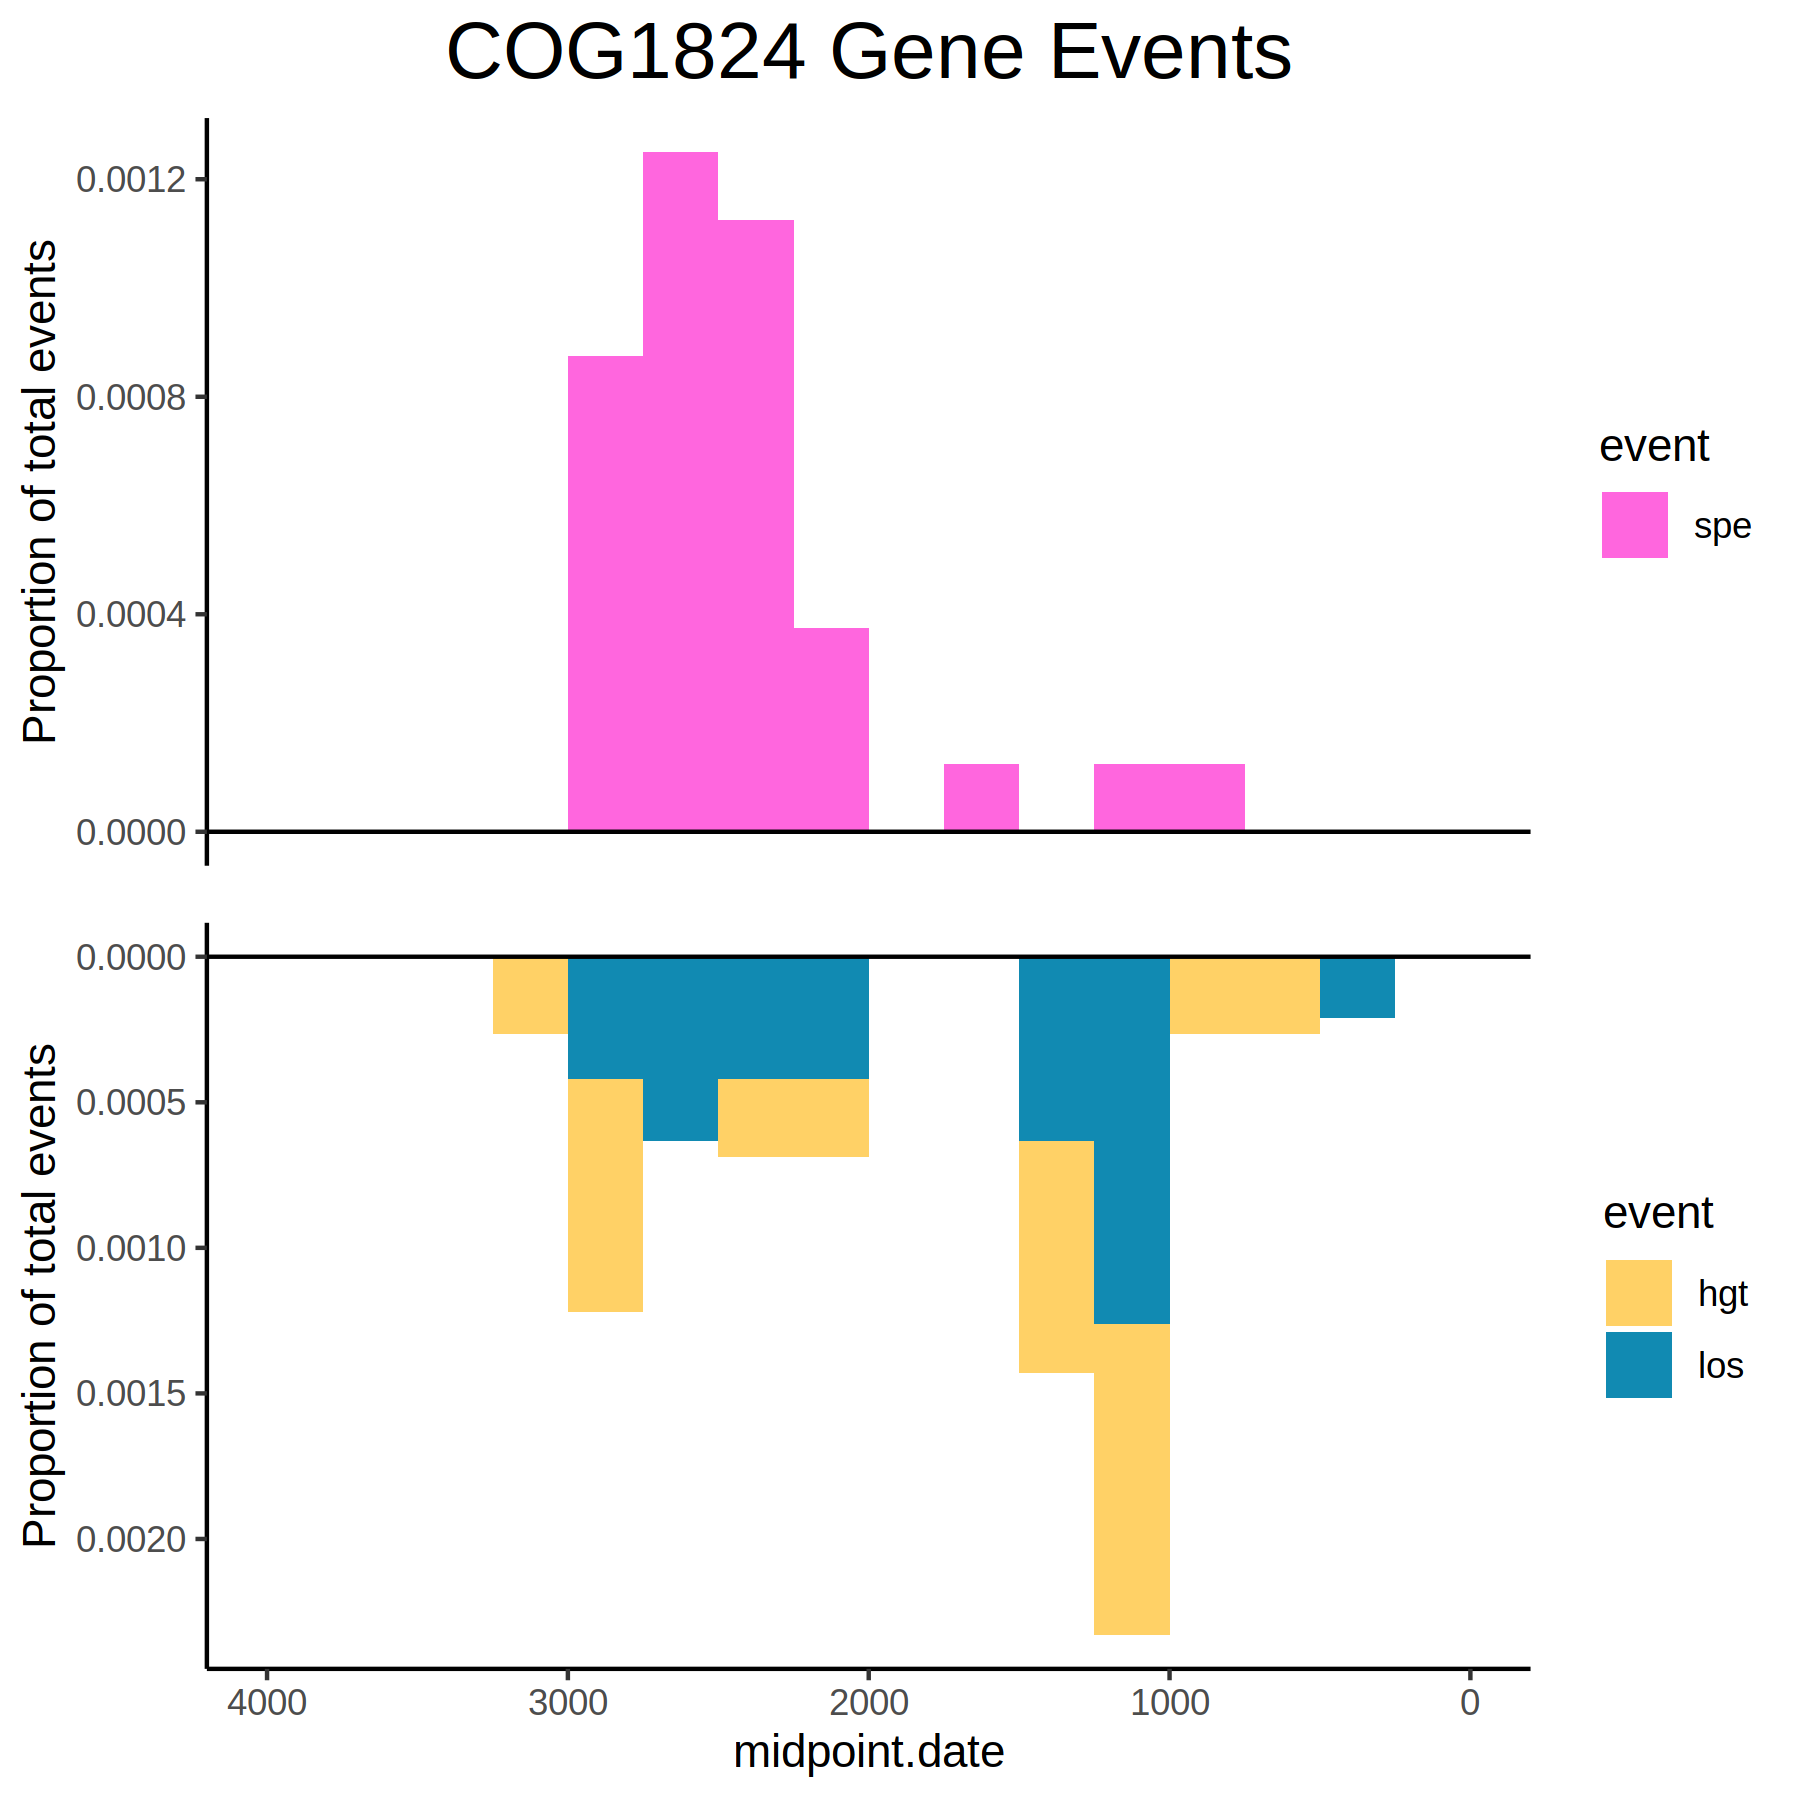 COG1824 Gene Events
Proportion of total events
0.0012
0.0008
0.0004
0.0000
event
spe
Proportion of total events
0.0000
0.0005
0.0010
0.0015
0.0020
event
hgt
los
4000 3000 2000 1000 0
midpoint.date